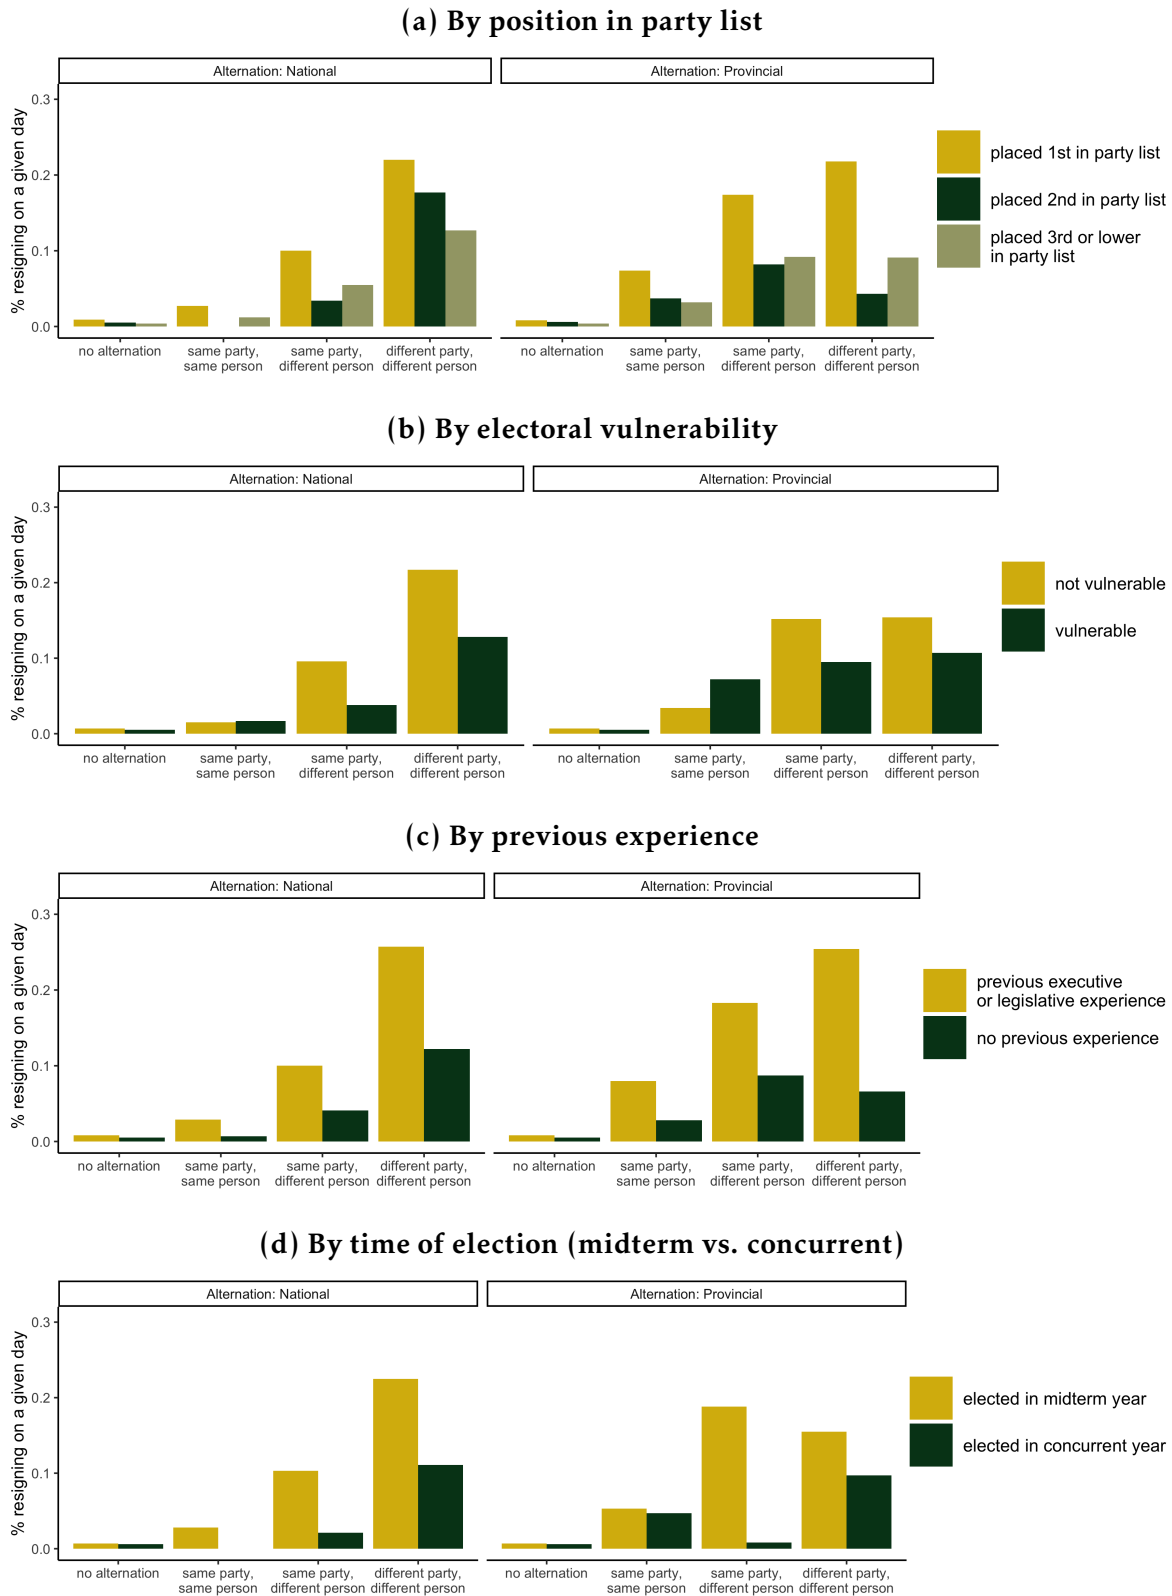 (a) By position in party list
Alternation: National
Alternation: Provincial
% resigning on a given day
0.3
0.2
0.1
0.0
no alternation
same party,
same person
same party,
different person
different party,
different person
no alternation
same party,
same person
same party,
different person
different party,
different person
placed 1st in party list
placed 2nd in party list
placed 3rd or lower
in party list
(b) By electoral vulnerability
Alternation: National
Alternation: Provincial
% resigning on a given day
0.3
0.2
0.1
0.0
no alternation
same party,
same person
same party,
different person
different party,
different person
no alternation
same party,
same person
same party,
different person
different party,
different person
not vulnerable
vulnerable
(c) By previous experience
Alternation: National
Alternation: Provincial
% resigning on a given day
0.3
0.2
0.1
0.0
no alternation
same party,
same person
same party,
different person
different party,
different person
no alternation
same party,
same person
same party,
different person
different party,
different person
previous executive
or legislative experience
no previous experience
(d) By time of election (midterm vs. concurrent)
Alternation: National
Alternation: Provincial
% resigning on a given day
0.3
0.2
0.1
0.0
no alternation
same party,
same person
same party,
different person
different party,
different person
no alternation
same party,
same person
same party,
different person
different party,
different person
elected in midterm year
elected in concurrent year